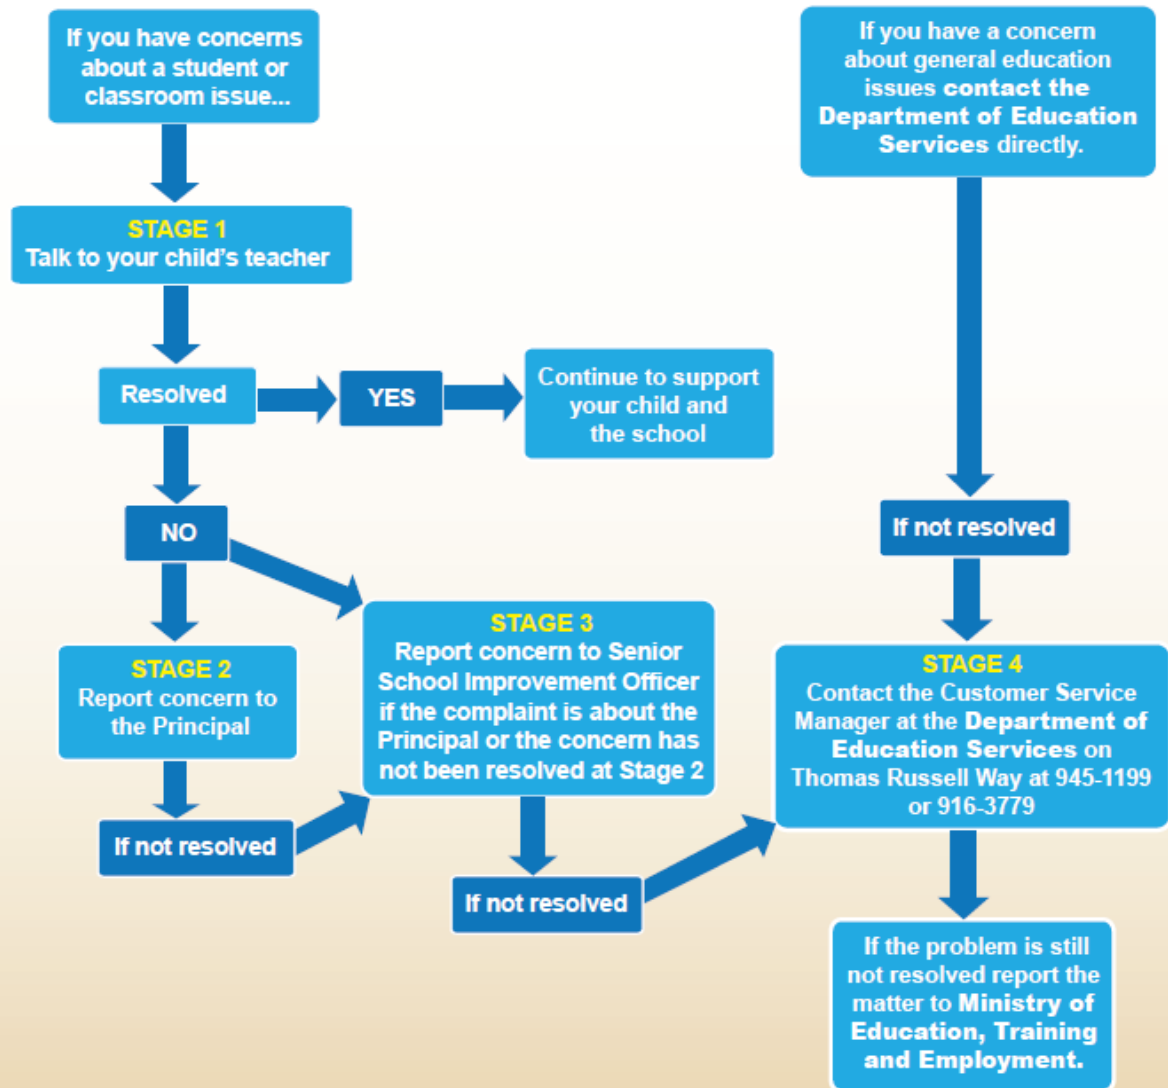 If you have concerns
about a student or
classroom issue...
STAGE 1
Talk to your child's teacher
Resolved
YES
Continue to support
your child and
the school
NO
STAGE 2
Report concern to
the Principal
If not resolved
STAGE 3
Report concern to Senior
School Improvement Officer
if the complaint is about the
Principal or the concern has
not been resolved at Stage 2
If not resolved
If you have a concern
about general education
issues contact the
Department of Education
Services directly.
If not resolved
STAGE 4
Contact the Customer Service
Manager at the Department of
Education Services on
Thomas Russell Way at 945-1199
or 916-3779
If the problem is still
not resolved report the
matter to Ministry of
Education, Training
and Employment.